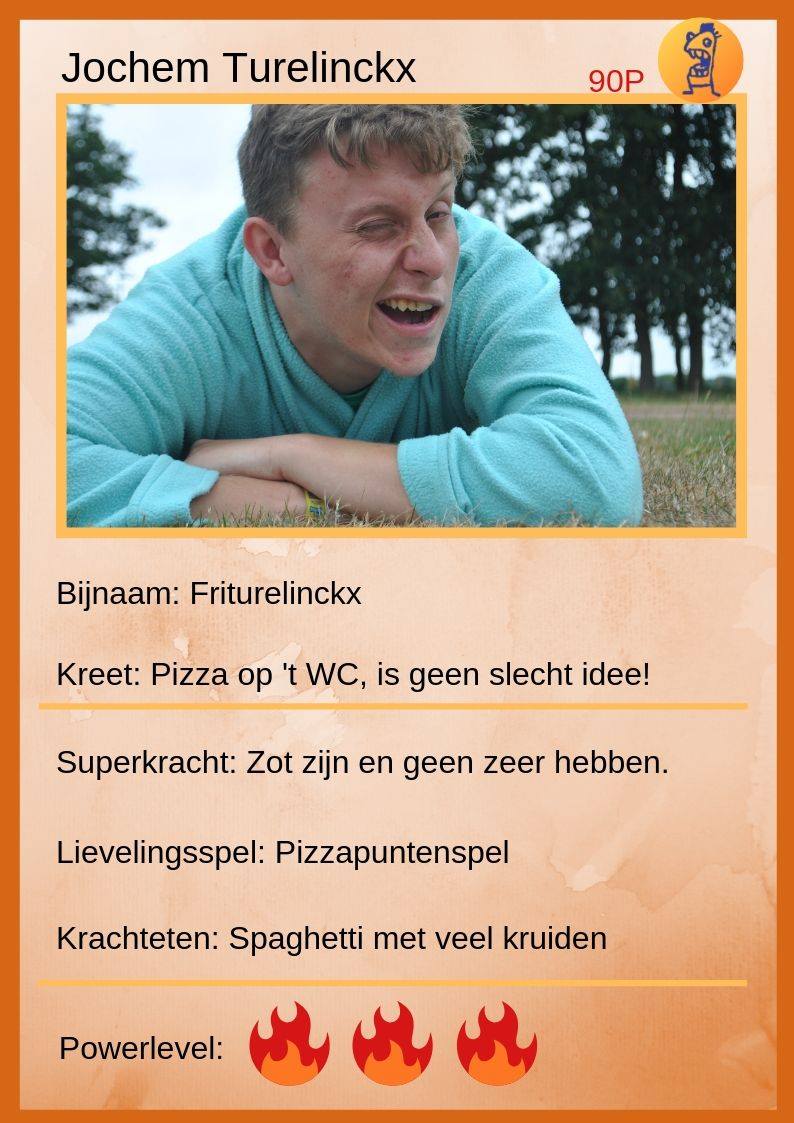 Jochem Turelinckx
90P
Bijnaam: Friturelinckx
Kreet: Pizza op 't WC, is geen slecht idee!
Superkracht: Zot zijn en geen zeer hebben.
Lievelingsspel: Pizzapuntenspel
Krachteten: Spaghetti met veel kruiden
Powerlevel: